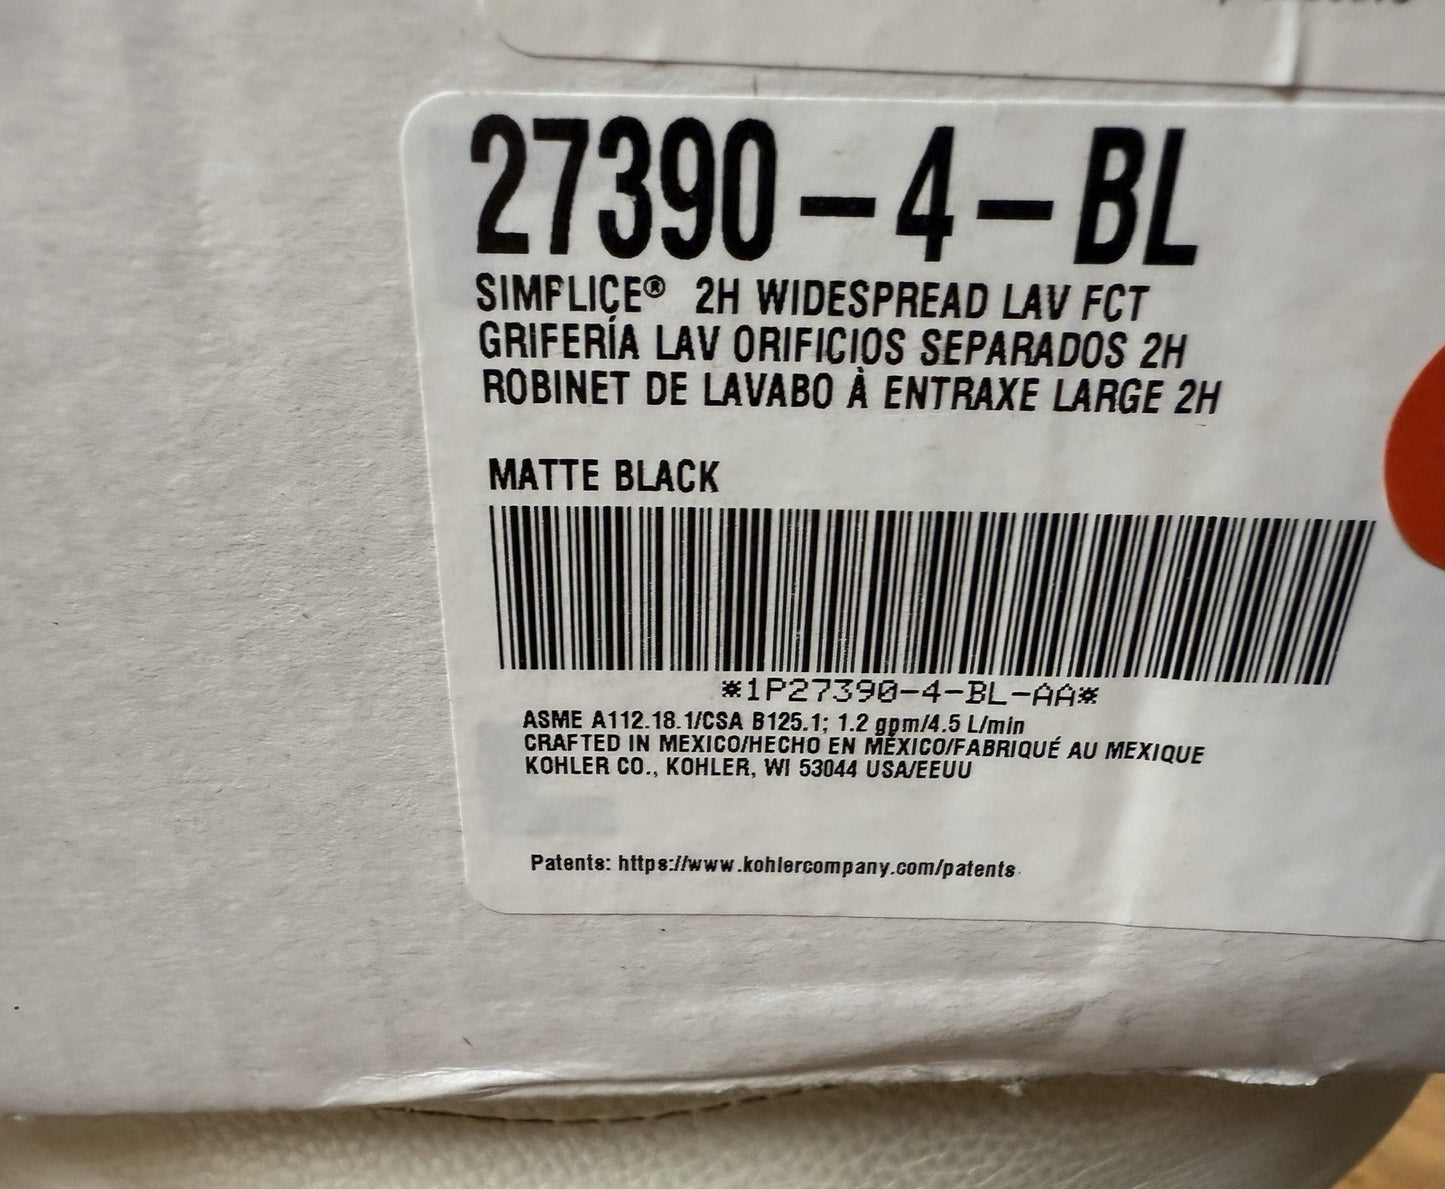 27390-4-BL
SIMPLICE® 2H WIDESPREAD LAV FCT
GRIFERÍA LAV ORIFICIOS SEPARADOS 2H
ROBINET DE LAVABO À ENTRAXE LARGE 2H
MATTE BLACK
*1P27390-4-BL-AA*
ASME A112.18.1/CSA B125.1; 1.2 gpm/4.5 L/min
CRAFTED IN MEXICO/HECHO EN MÉXICO/FABRIQUÉ AU MEXIQUE
KOHLER CO., KOHLER, WI 53044 USA/EEUU
Patents: https://www.kohlercompany.com/patents